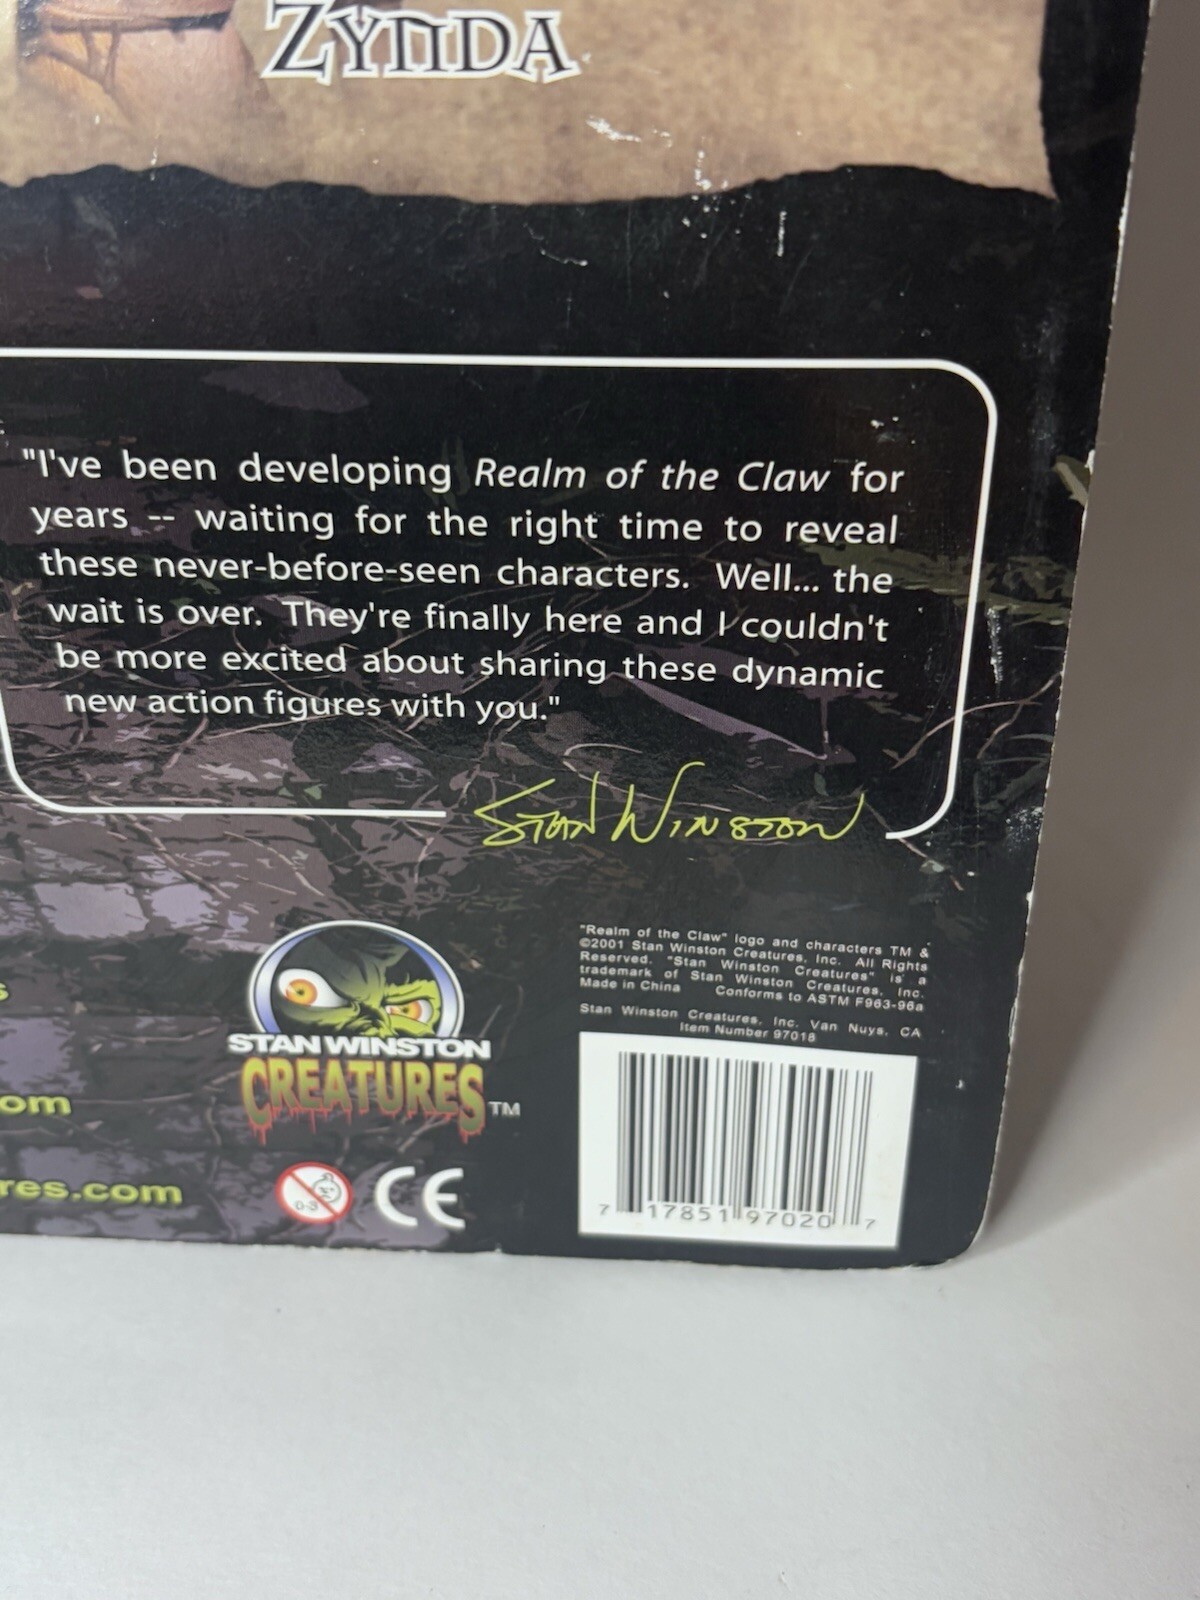 ZYNDA
"I've been developing Realm of the Claw for
years -- waiting for the right time to reveal
these never-before-seen characters. Well... the
wait is over. They're finally here and I couldn't
be more excited about sharing these dynamic
new action figures with you."
STAN WINSTON
s
om
res.com
STAN WINSTON
CREATURES TM
0-3
CE
"Realm of the Claw" logo and characters TM &
©2001 Stan Winston Creatures, Inc. All Rights
Reserved. "Stan Winston Creatures" is a
trademark of Stan Winston Creatures, Inc.
Made in China Conforms to ASTM F963-96a
Stan Winston Creatures, Inc. Van Nuys, CA
Item Number 97018
7 17851 97020 7